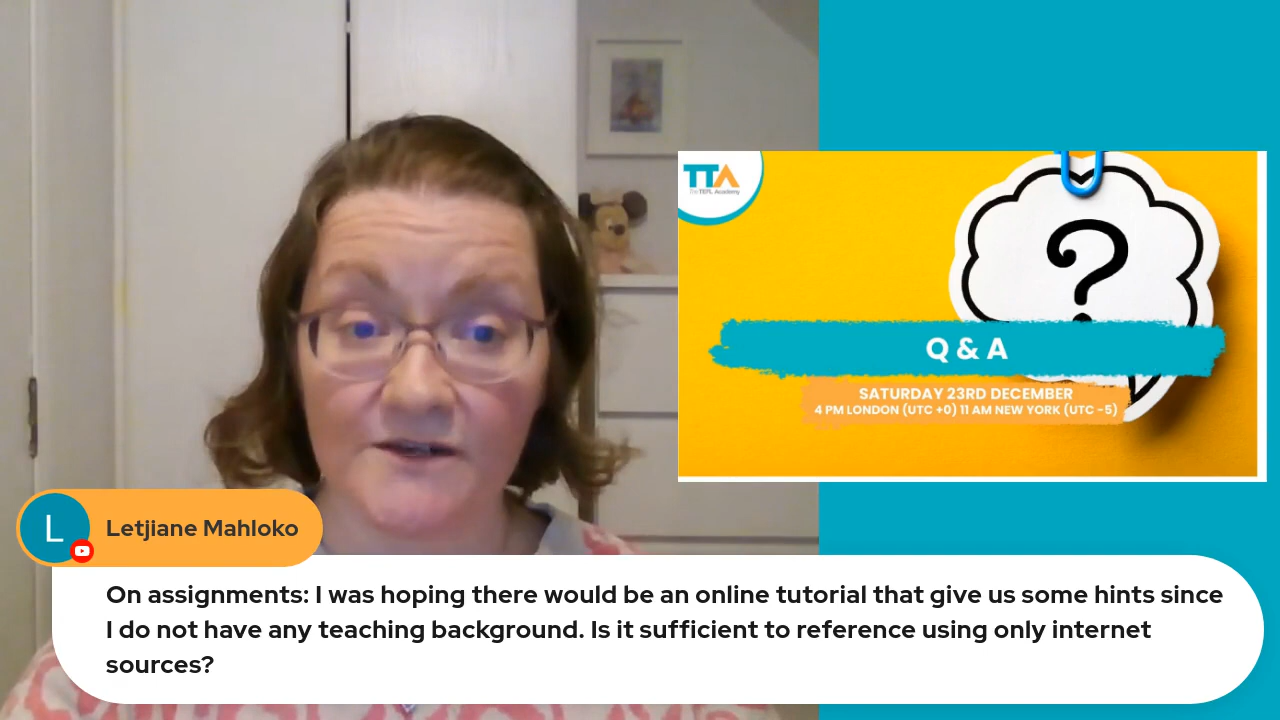 TTA
The TEFL Academy
?
Q & A
SATURDAY 23RD DECEMBER
4 PM LONDON (UTC +0) 11 AM NEW YORK (UTC -5)
L
Letjiane Mahloko
On assignments: I was hoping there would be an online tutorial that give us some hints since
I do not have any teaching background. Is it sufficient to reference using only internet
sources?